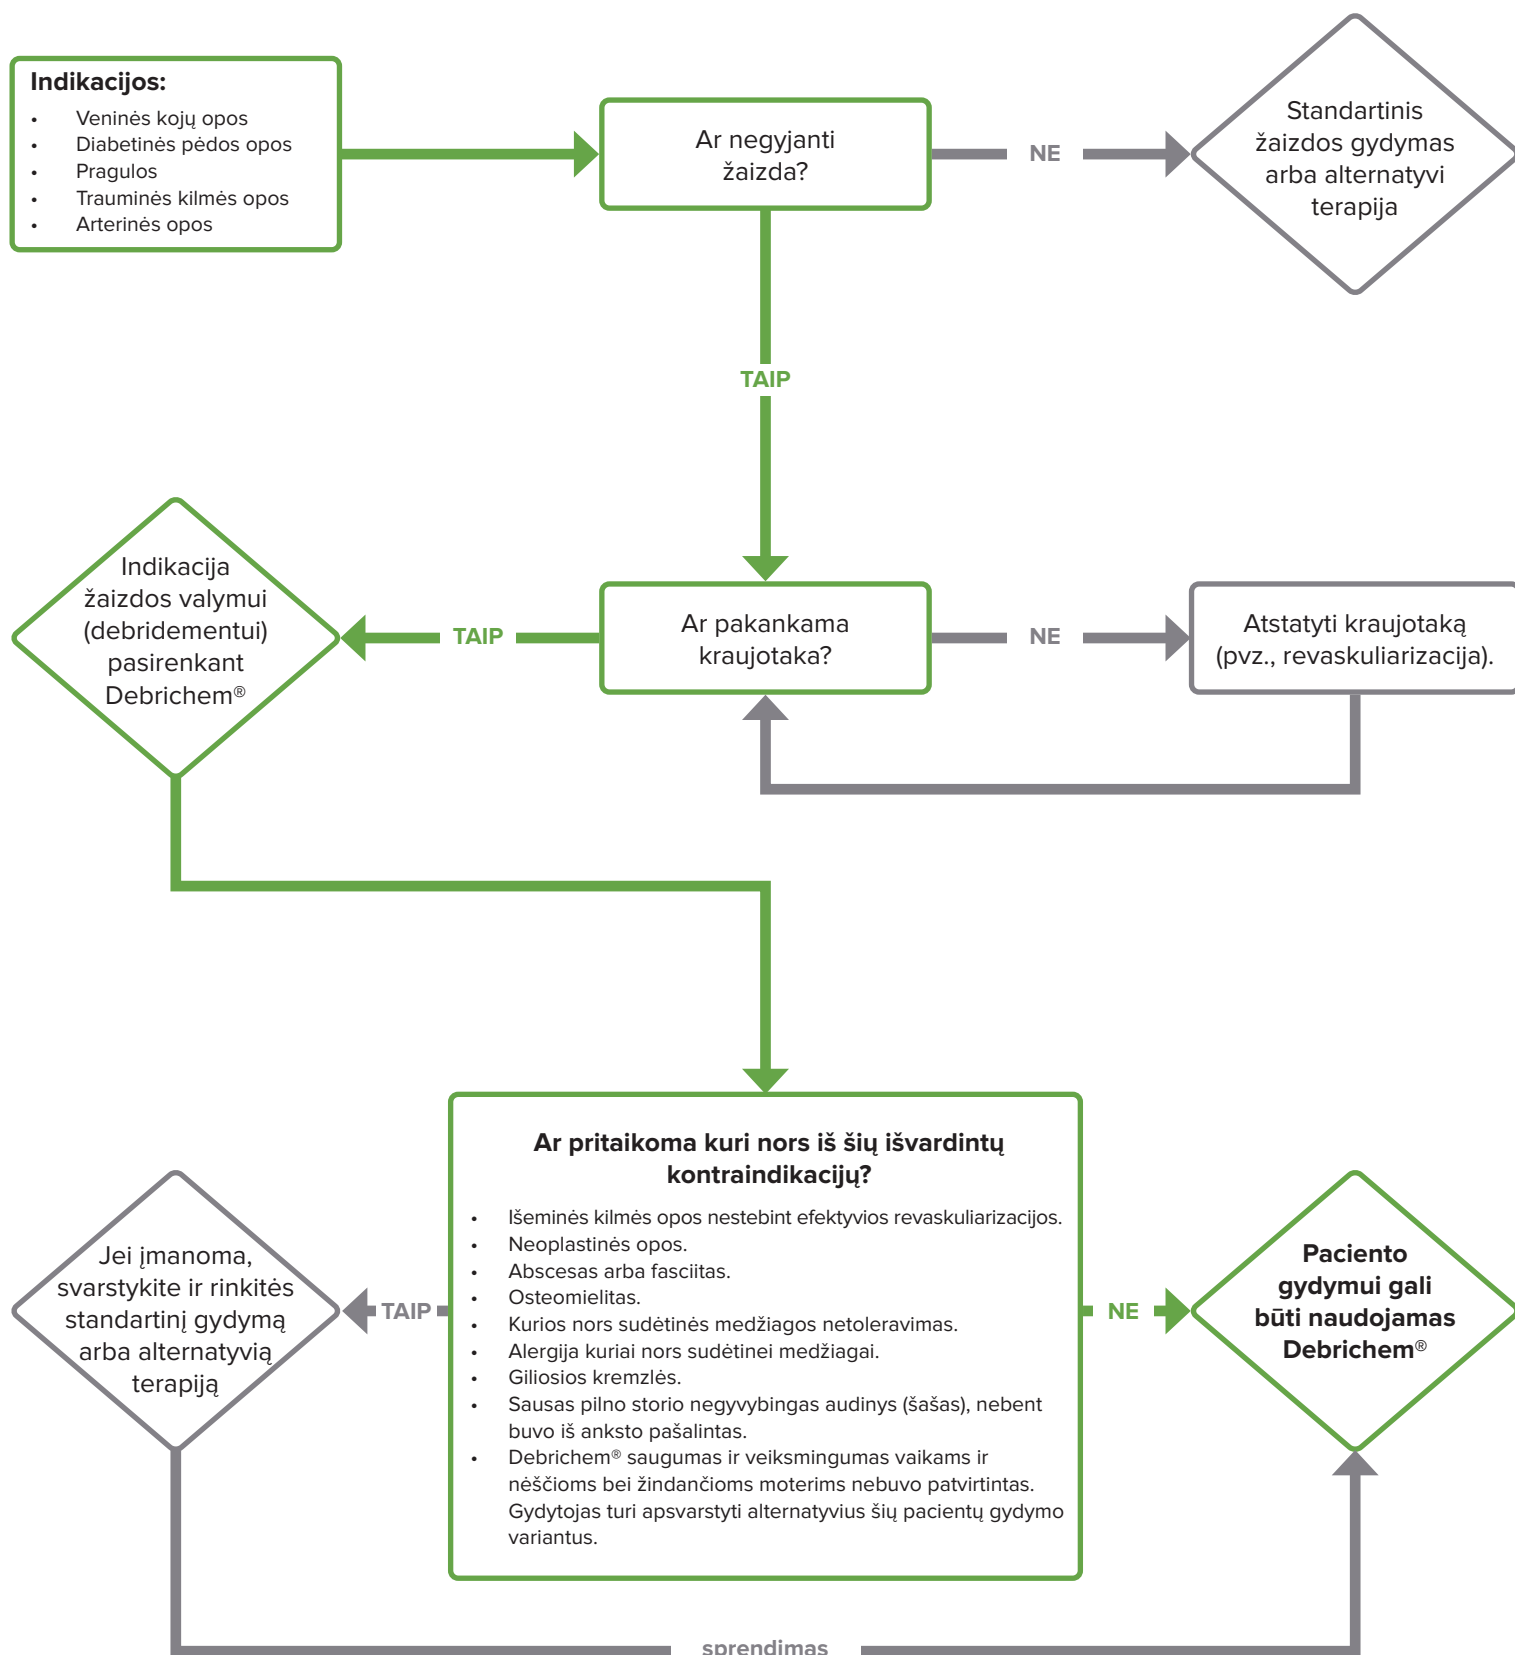 Indikacijos:
• Veninės kojų opos
• Diabetinės pėdos opos
• Pragulos
• Trauminės kilmės opos
• Arterinės opos
Ar negyjanti
žaizda?
NE
Standartinis
žaizdos gydymas
arba alternatyvi
terapija
TAIP
Indikacija
žaizdos valymui
(debridementui)
pasirenkant
Debrichem®
TAIP
Ar pakankama
kraujotaka?
NE
Atstatyti kraujotaką
(pvz., revaskuliarizacija).
Ar pritaikoma kuri nors iš šių išvardintų
kontraindikacijų?
• Išeminės kilmės opos nestebint efektyvios revaskuliarizacijos.
• Neoplastinės opos.
• Abscesas arba fasciitas.
• Osteomielitas.
• Kurios nors sudėtinės medžiagos netoleravimas.
• Alergija kuriai nors sudėtinei medžiagai.
• Giliosios kremzlės.
• Sausas pilno storio negyvybingas audinys (šašas), nebent
buvo iš anksto pašalintas.
• Debrichem® saugumas ir veiksmingumas vaikams ir
nėščioms bei žindančioms moterims nebuvo patvirtintas.
Gydytojas turi apsvarstyti alternatyvius šių pacientų gydymo
variantus.
TAIP
Jei įmanoma,
svarstykite ir rinkitės
standartinį gydymą
arba alternatyvią
terapiją
NE
Paciento
gydymui gali
būti naudojamas
Debrichem®
sprendimas